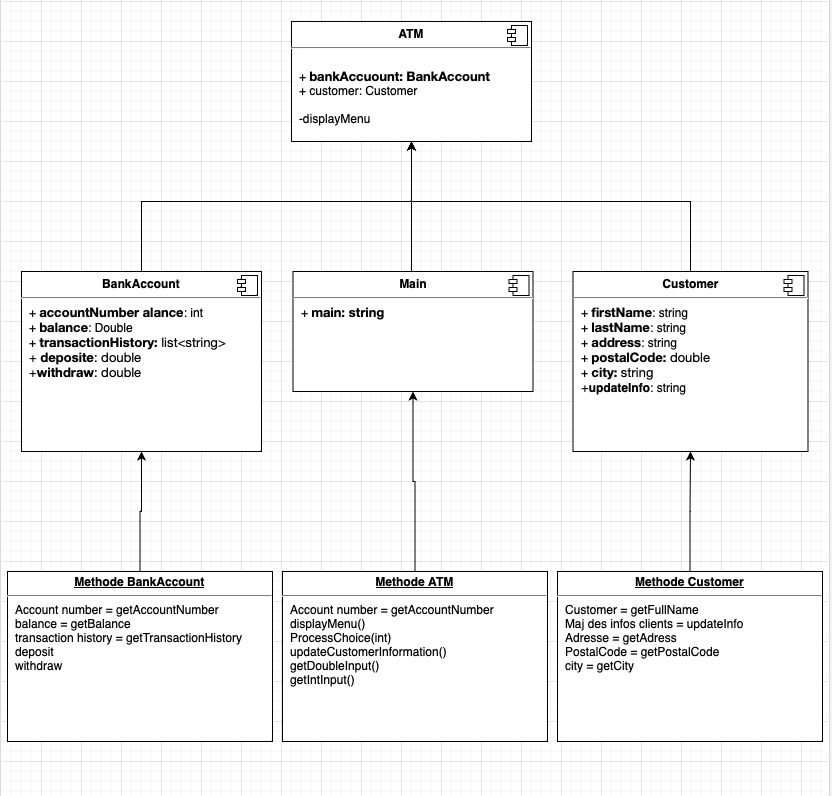 ATM
+ bankAccuount: BankAccount
+ customer: Customer
-displayMenu
BankAccount
+ accountNumber alance: int
+ balance: Double
+ transactionHistory: list<string>
+ deposite: double
+withdraw: double
Main
+ main: string
Customer
+ firstName: string
+ lastName: string
+ address: string
+ postalCode: double
+ city: string
+updateInfo: string
Methode BankAccount
Account number = getAccountNumber
balance = getBalance
transaction history = getTransactionHistory
deposit
withdraw
Methode ATM
Account number = getAccountNumber
displayMenu()
ProcessChoice(int)
updateCustomerInformation()
getDoubleInput()
getIntInput()
Methode Customer
Customer = getFullName
Maj des infos clients = updateInfo
Adresse = getAdress
PostalCode = getPostalCode
city = getCity